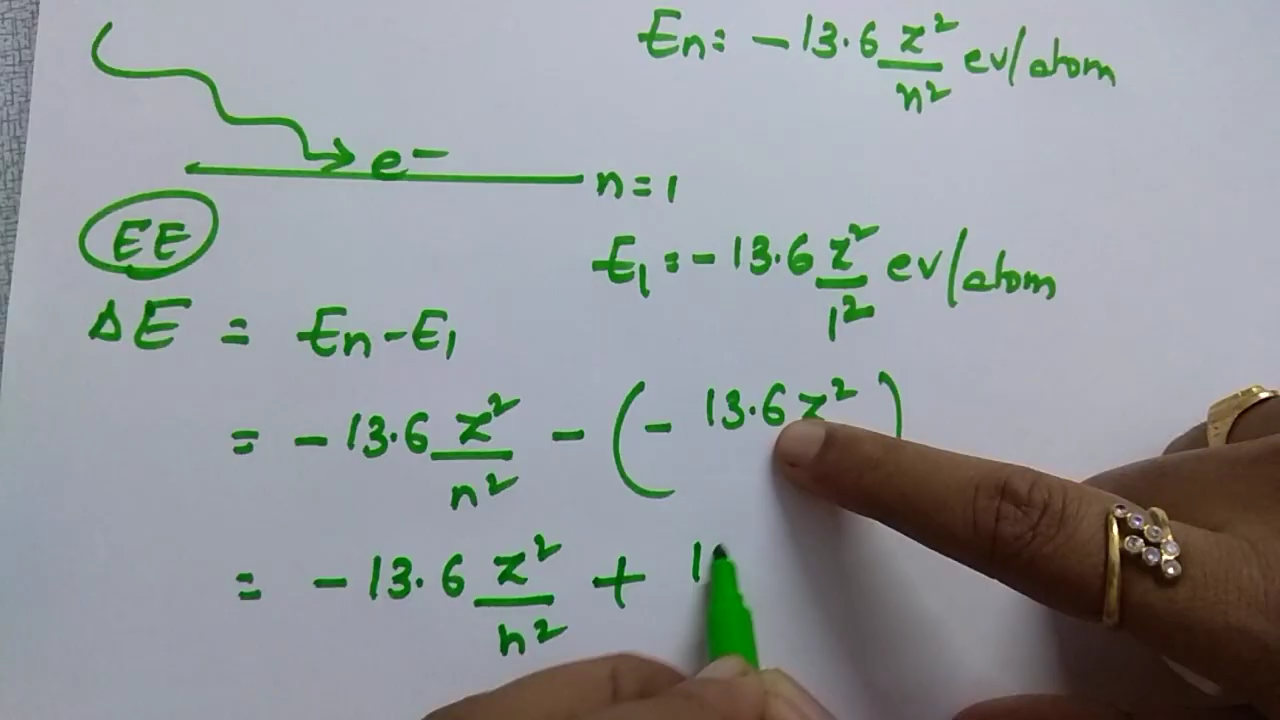 En = -13.6 z²/n² ev/atom
e⁻
n=1
EE
E₁ = -13.6 z²/1² ev/atom
ΔE = En - E₁
= -13.6 z²/n² - (-13.6 z²)
= -13.6 z²/n² + 1